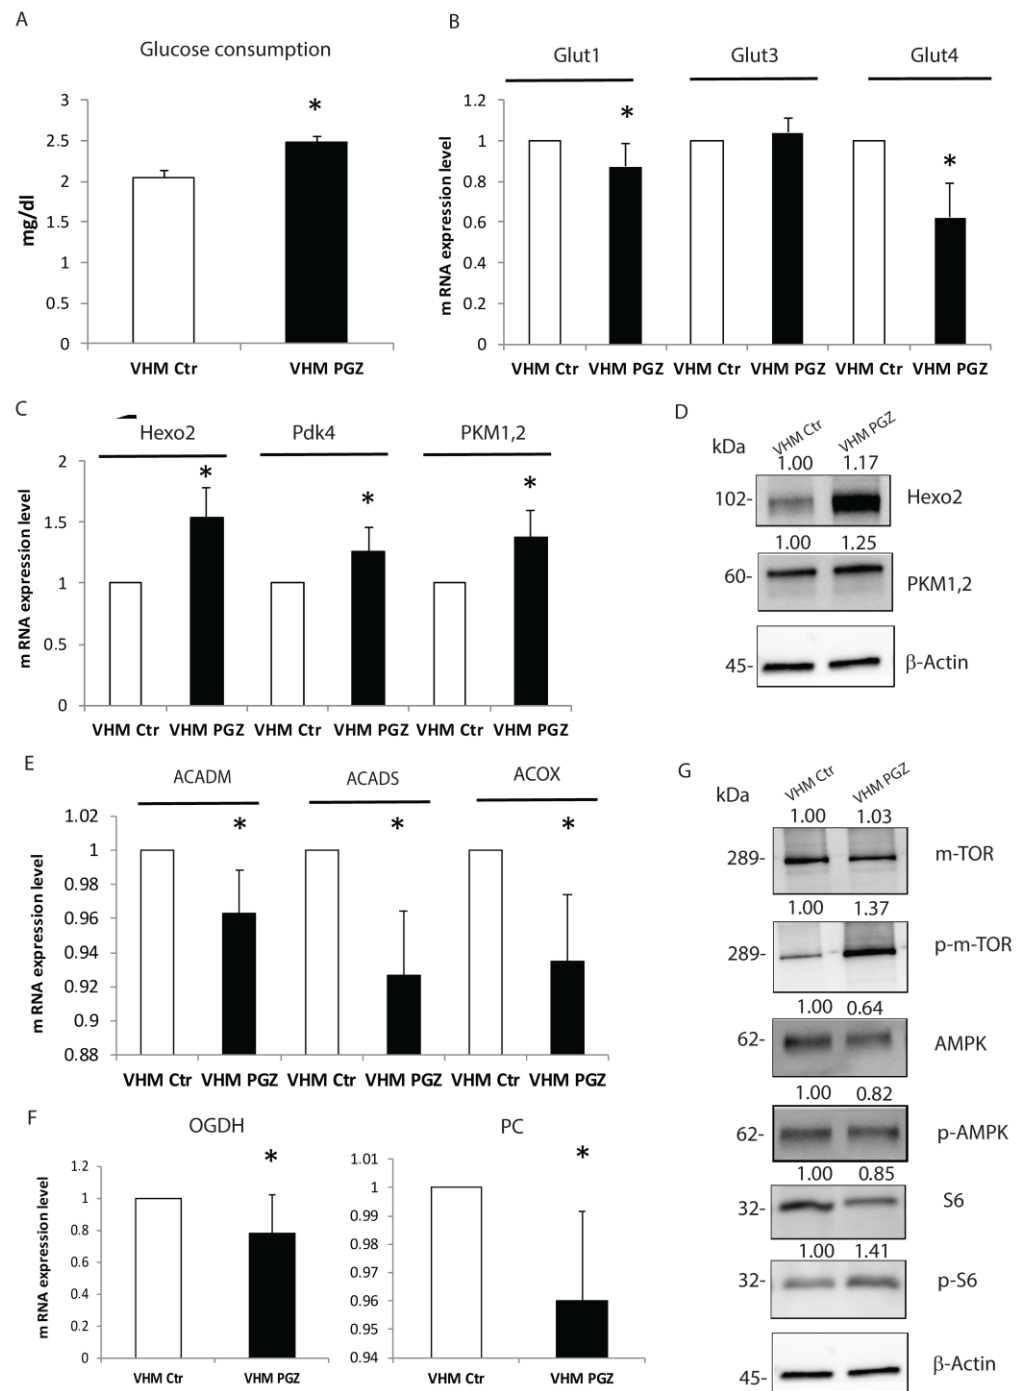 A
Glucose consumption
*
3
2.5
2
1.5
1
0.5
0
mg/dl
VHM Ctr VHM PGZ
B
Glut1 Glut3 Glut4
* *
1.2
1
0.8
0.6
0.4
0.2
0
m RNA expression level
VHM Ctr VHM PGZ VHM Ctr VHM PGZ VHM Ctr VHM PGZ
C
Hexo2 Pdk4 PKM1,2
* * *
2
1.5
1
0.5
0
m RNA expression level
VHM Ctr VHM PGZ VHM Ctr VHM PGZ VHM Ctr VHM PGZ
D
kDa VHM Ctr VHM PGZ
1.00 1.17
102- Hexo2
1.00 1.25
60- PKM1,2
45- β-Actin
E
ACADM ACADS ACOX
* * *
1.02
1
0.98
0.96
0.94
0.92
0.9
0.88
m RNA expression level
VHM Ctr VHM PGZ VHM Ctr VHM PGZ VHM Ctr VHM PGZ
F
OGDH
*
1.2
1
0.8
0.6
0.4
0.2
0
m RNA expression level
VHM Ctr VHM PGZ
PC
*
1.01
1
0.99
0.98
0.97
0.96
0.95
0.94
VHM Ctr VHM PGZ
G
kDa VHM Ctr VHM PGZ
1.00 1.03
289- m-TOR
1.00 1.37
289- p-m-TOR
1.00 0.64
62- AMPK
1.00 0.82
62- p-AMPK
1.00 0.85
32- S6
1.00 1.41
32- p-S6
45- β-Actin